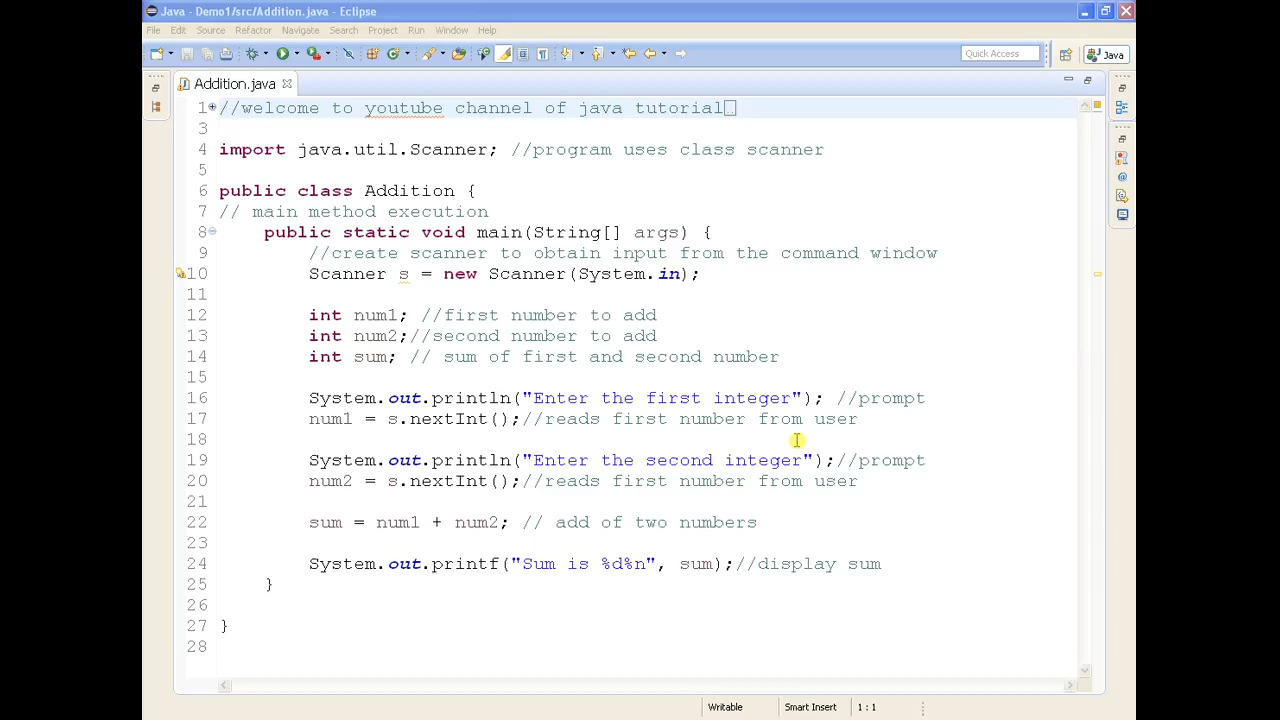 Java - Demo1/src/Addition.java - Eclipse
File Edit Source Refactor Navigate Search Project Run Window Help
Quick Access
Java
Addition.java
1 //welcome to youtube channel of java tutorial
3
4 import java.util.Scanner; //program uses class scanner
5
6 public class Addition {
7 // main method execution
8 public static void main(String[] args) {
9 //create scanner to obtain input from the command window
10 Scanner s = new Scanner(System.in);
11
12 int num1; //first number to add
13 int num2;//second number to add
14 int sum; // sum of first and second number
15
16 System.out.println("Enter the first integer"); //prompt
17 num1 = s.nextInt();//reads first number from user
18
19 System.out.println("Enter the second integer");//prompt
20 num2 = s.nextInt();//reads first number from user
21
22 sum = num1 + num2; // add of two numbers
23
24 System.out.printf("Sum is %d%n", sum);//display sum
25 }
26
27 }
28
Writable Smart Insert 1 : 1